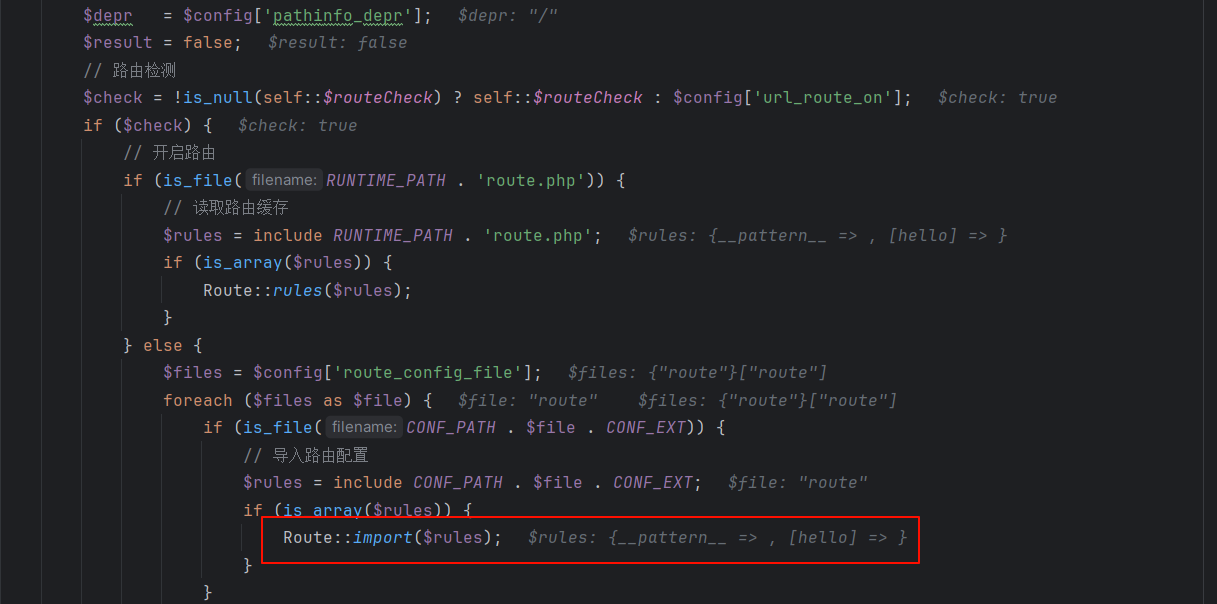 $depr   = $config['pathinfo_depr'];   $depr: "/"
$result = false;   $result: false
// 路由检测
$check = !is_null(self::$routeCheck) ? self::$routeCheck : $config['url_route_on'];   $check: true
if ($check) {   $check: true
    // 开启路由
    if (is_file( filename: RUNTIME_PATH . 'route.php')) {
        // 读取路由缓存
        $rules = include RUNTIME_PATH . 'route.php';   $rules: {__pattern__ => , [hello] => }
        if (is_array($rules)) {
            Route::rules($rules);
        }
    } else {
        $files = $config['route_config_file'];   $files: {"route"}["route"]
        foreach ($files as $file) {   $file: "route"    $files: {"route"}["route"]
            if (is_file( filename: CONF_PATH . $file . CONF_EXT)) {
                // 导入路由配置
                $rules = include CONF_PATH . $file . CONF_EXT;   $file: "route"
                if (is_array($rules)) {
                    Route::import($rules);   $rules: {__pattern__ => , [hello] => }
                }
            }